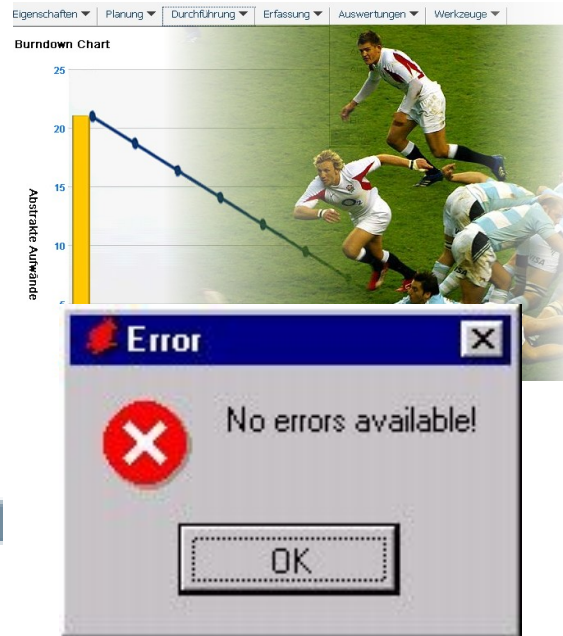 Eigenschaften Planung Durchführung Erfassung Auswertungen Werkzeuge
Burndown Chart
25
20
15
10
Abstrakte Aufwände
Error
No errors available!
OK